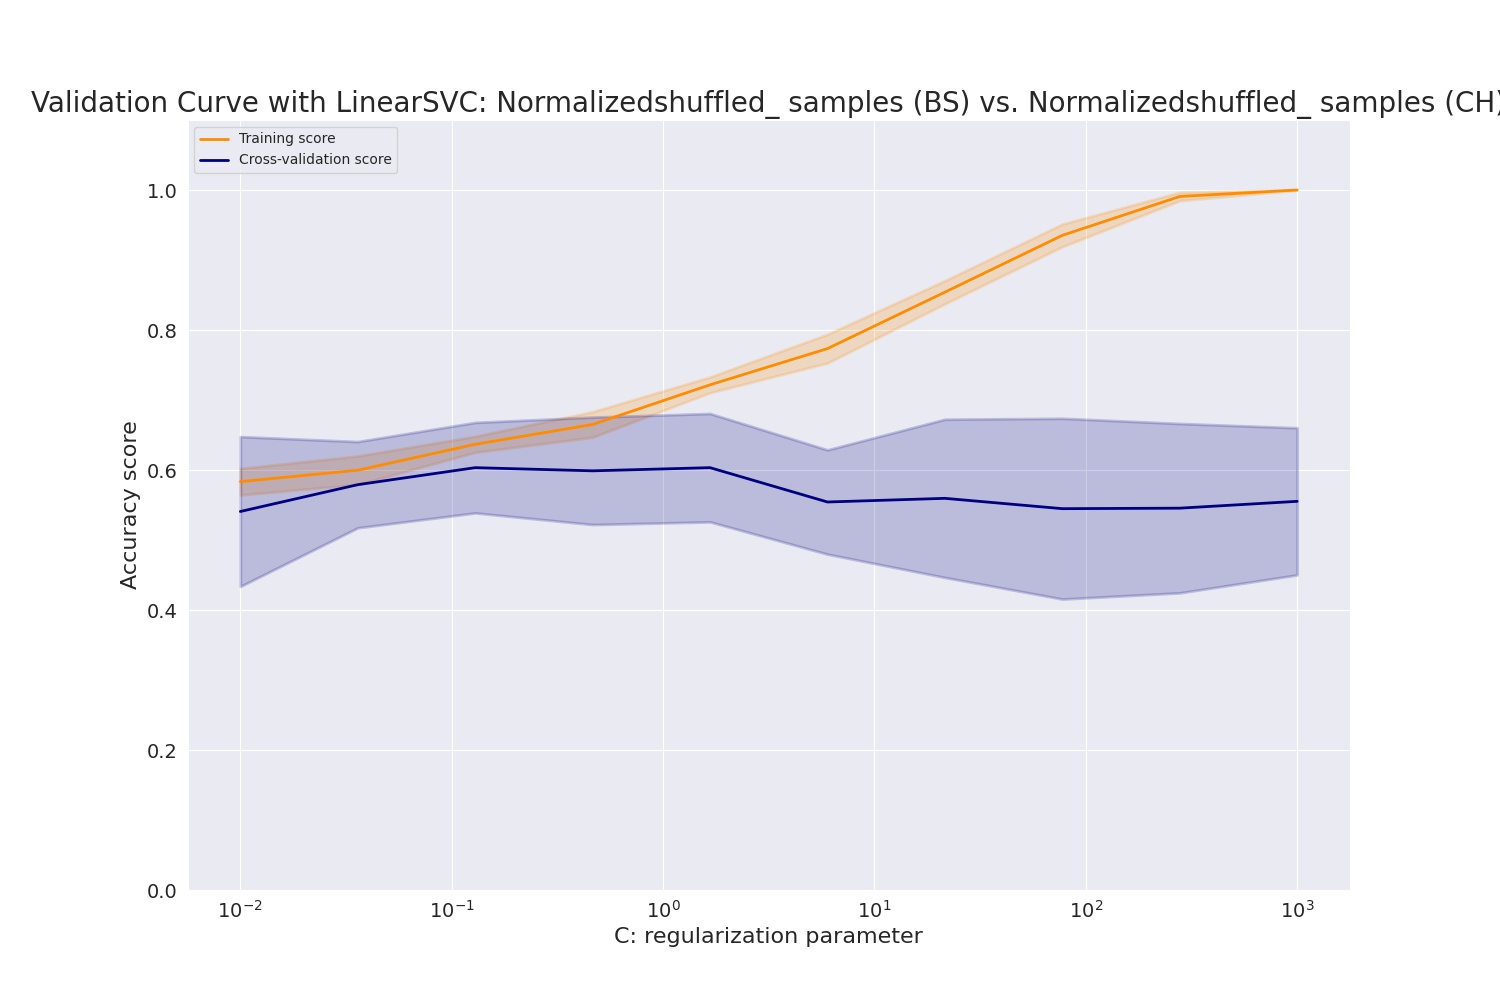 Validation Curve with LinearSVC: Normalizedshuffled_ samples (BS) vs. Normalizedshuffled_ samples (CH)
Training score
Cross-validation score
1.0
0.8
0.6
0.4
0.2
0.0
Accuracy score
10⁻² 10⁻¹ 10⁰ 10¹ 10² 10³
C: regularization parameter